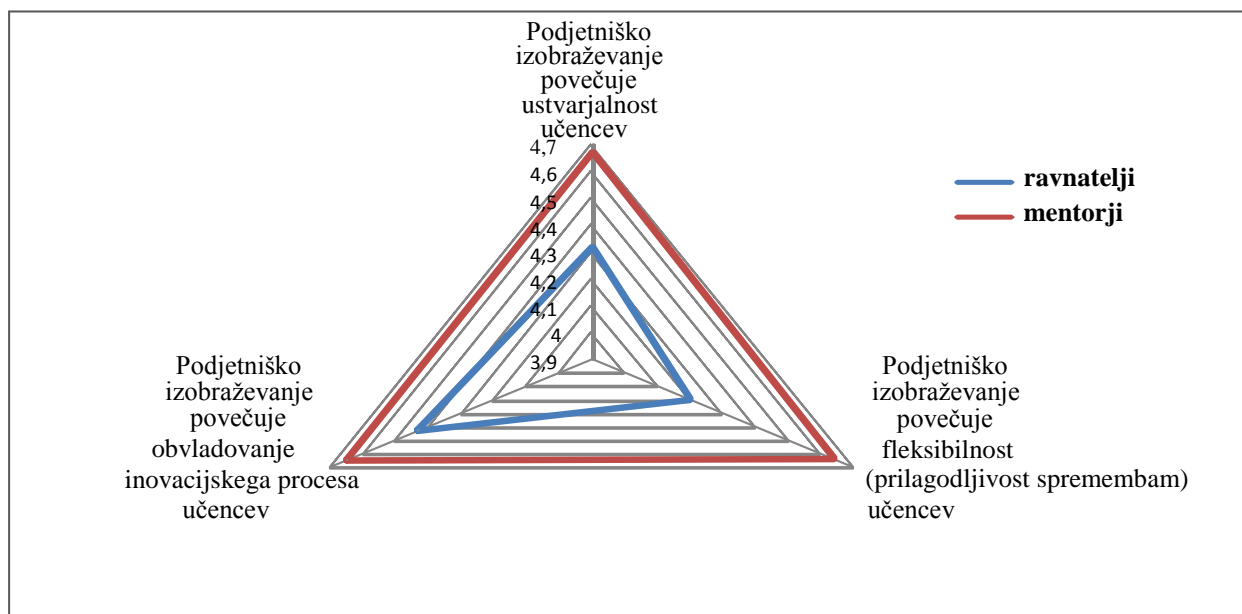 Podjetniško
izobraževanje
povečuje
ustvarjalnost
učencev
4,7
4,6
4,5
4,4
4,3
4,2
4,1
4
3,9
ravnatelji
mentorji
Podjetniško
izobraževanje
povečuje
obvladovanje
inovacijskega procesa
učencev
Podjetniško
izobraževanje
povečuje
fleksibilnost
(prilagodljivost spremembam)
učencev